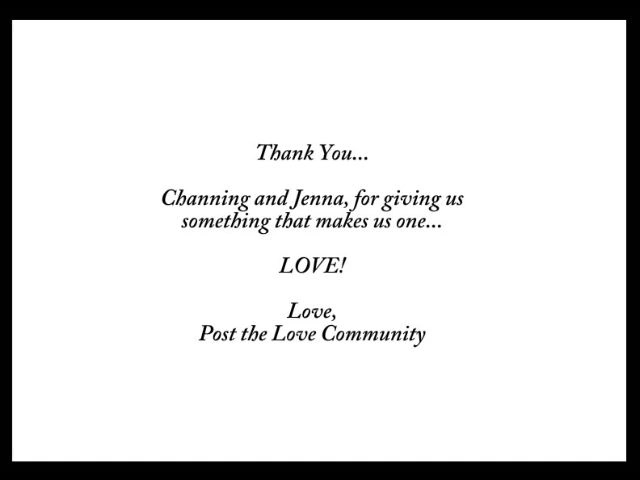 Thank You...
Channing and Jenna, for giving us
something that makes us one...
LOVE!
Love,
Post the Love Community